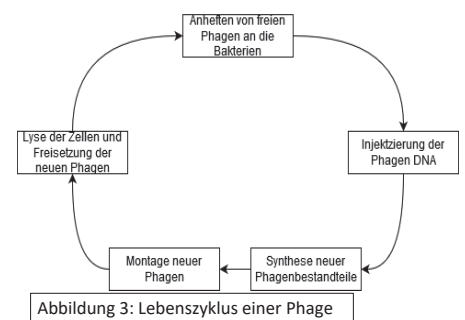 Anheften von freien
Phagen an die
Bakterien
Injektzierung der
Phagen DNA
Synthese neuer
Phagenbestandteile
Montage neuer
Phagen
Lyse der Zellen und
Freisetzung der
neuen Phagen
Abbildung 3: Lebenszyklus einer Phage